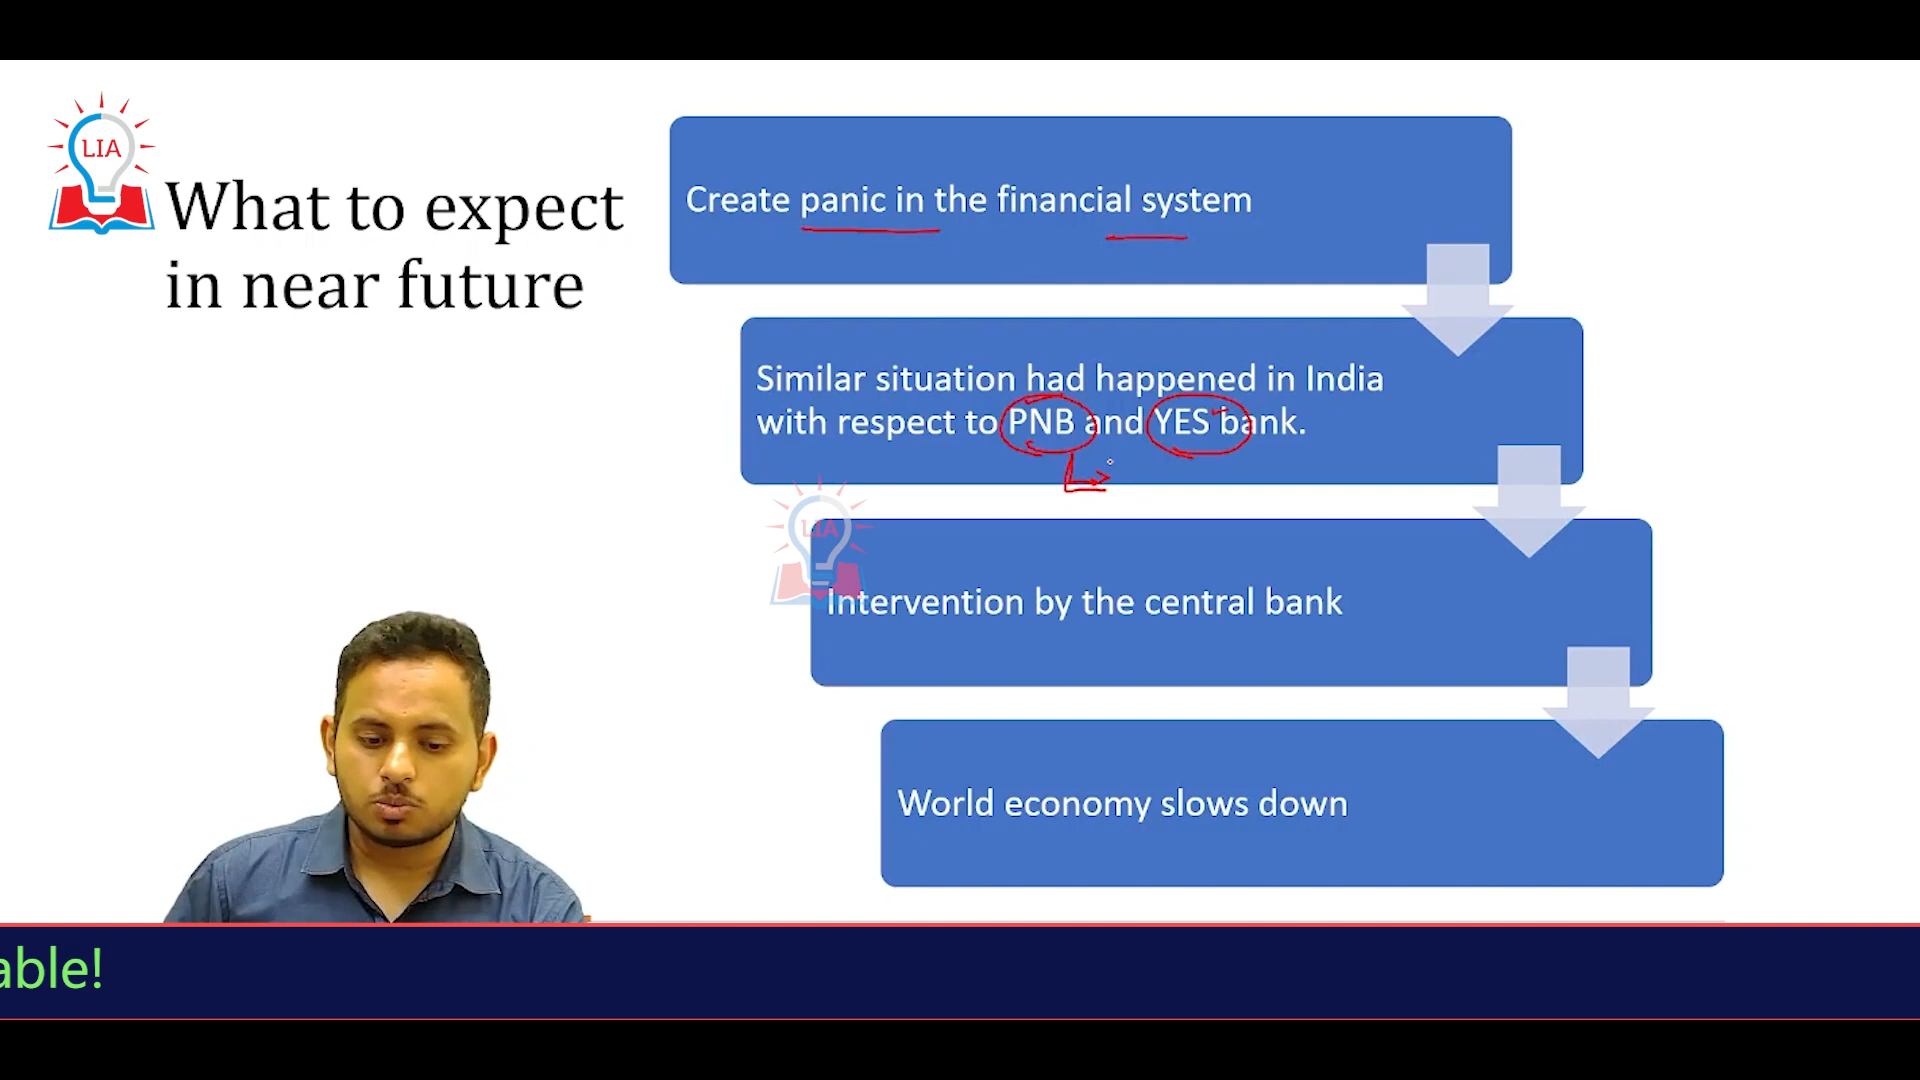 LIA
What to expect
in near future
Create panic in the financial system
Similar situation had happened in India
with respect to PNB and YES bank.
LIA
Intervention by the central bank
World economy slows down
able!